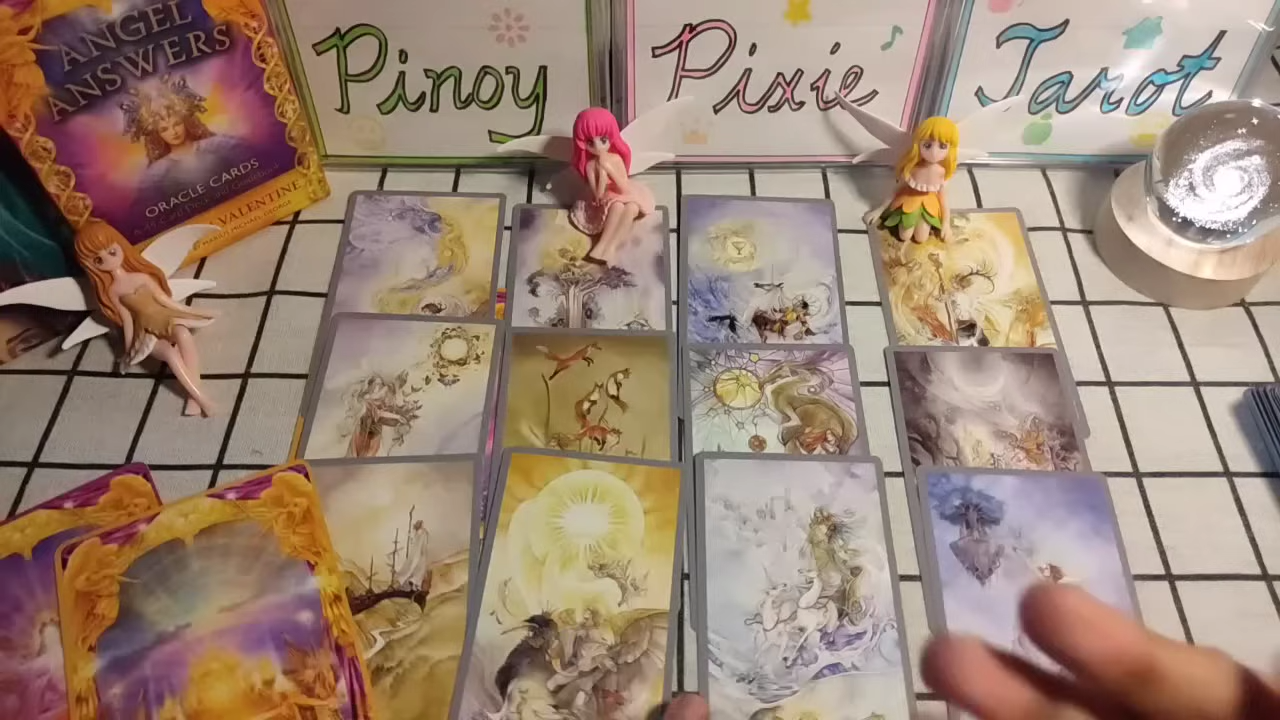 ANGEL
ANSWERS
ORACLE CARDS
VALENTINE
Pinoy
Pixie
Tarot